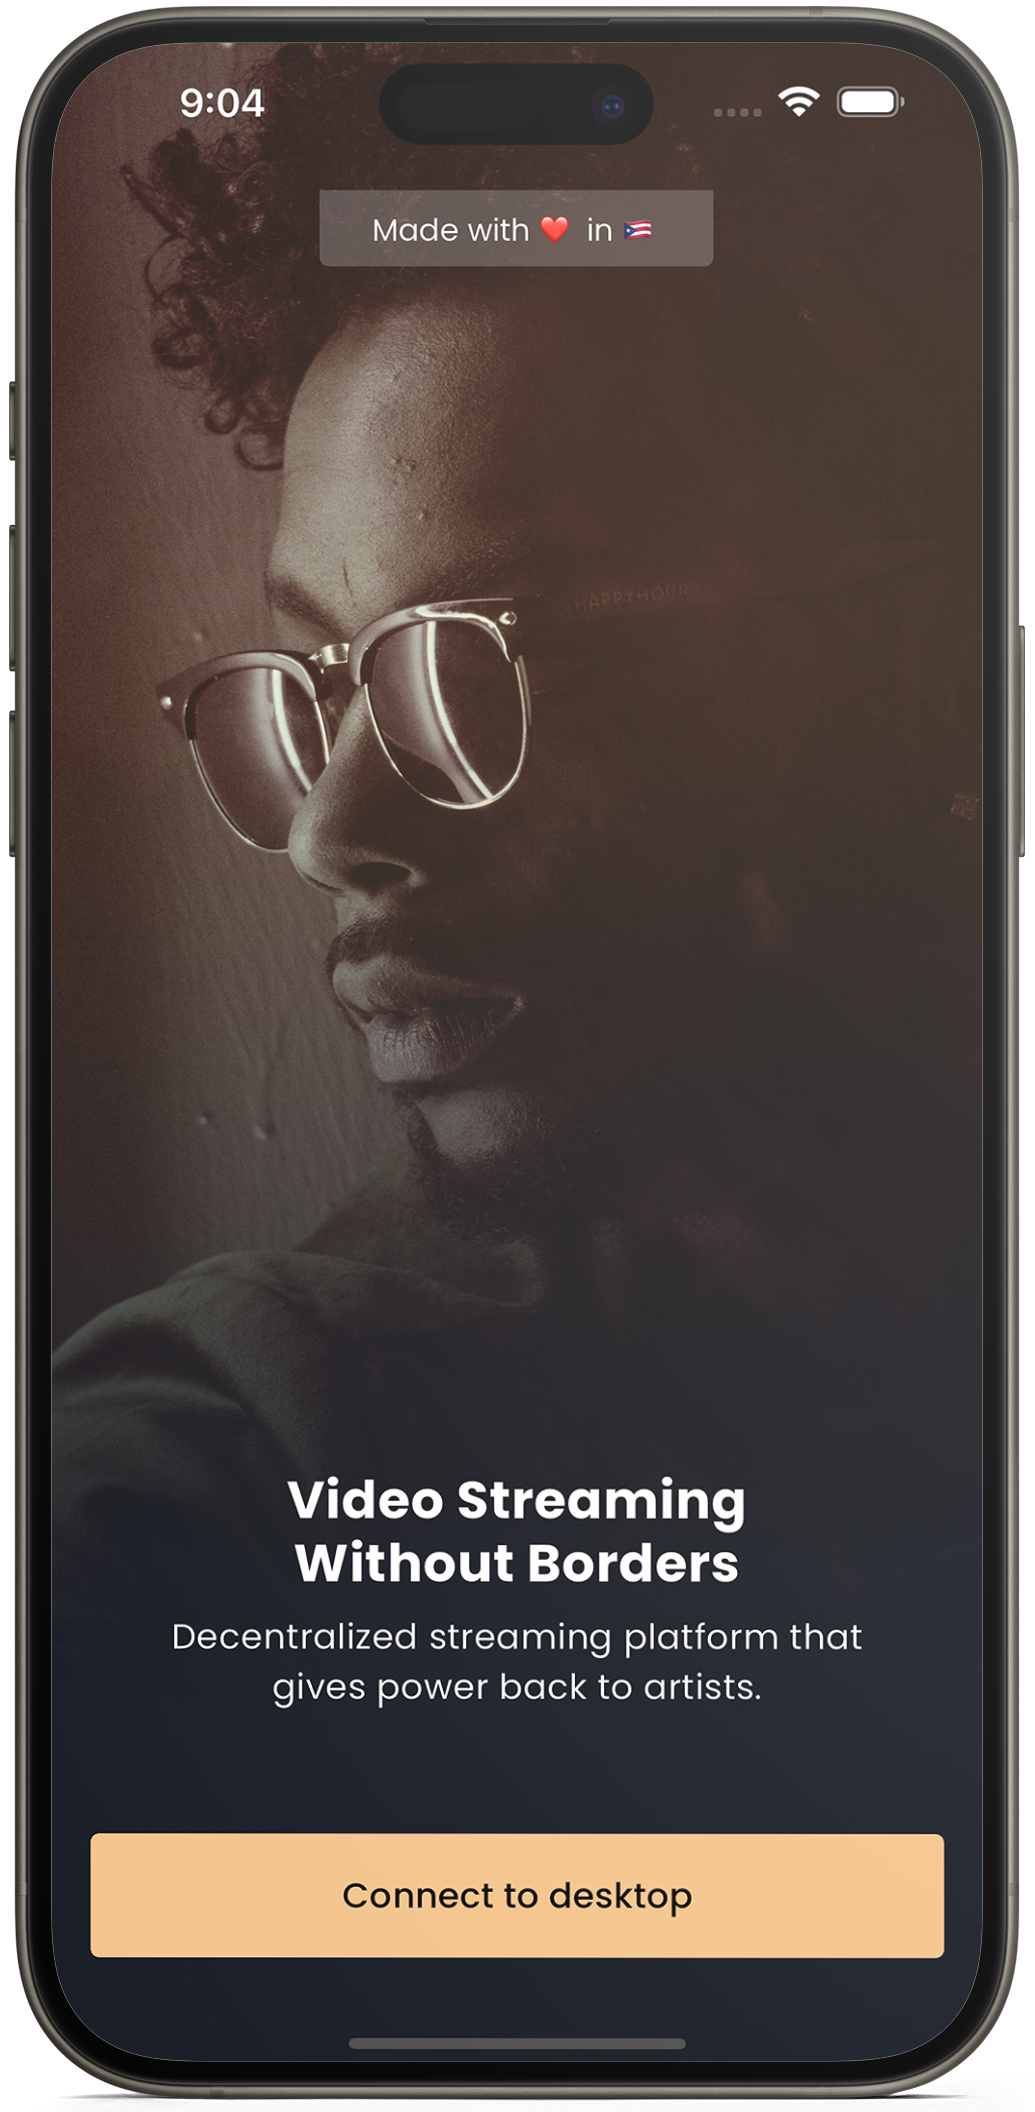 9:04
Made with ❤️ in 🇵🇷
HAPPYHOUR
Video Streaming
Without Borders
Decentralized streaming platform that
gives power back to artists.
Connect to desktop